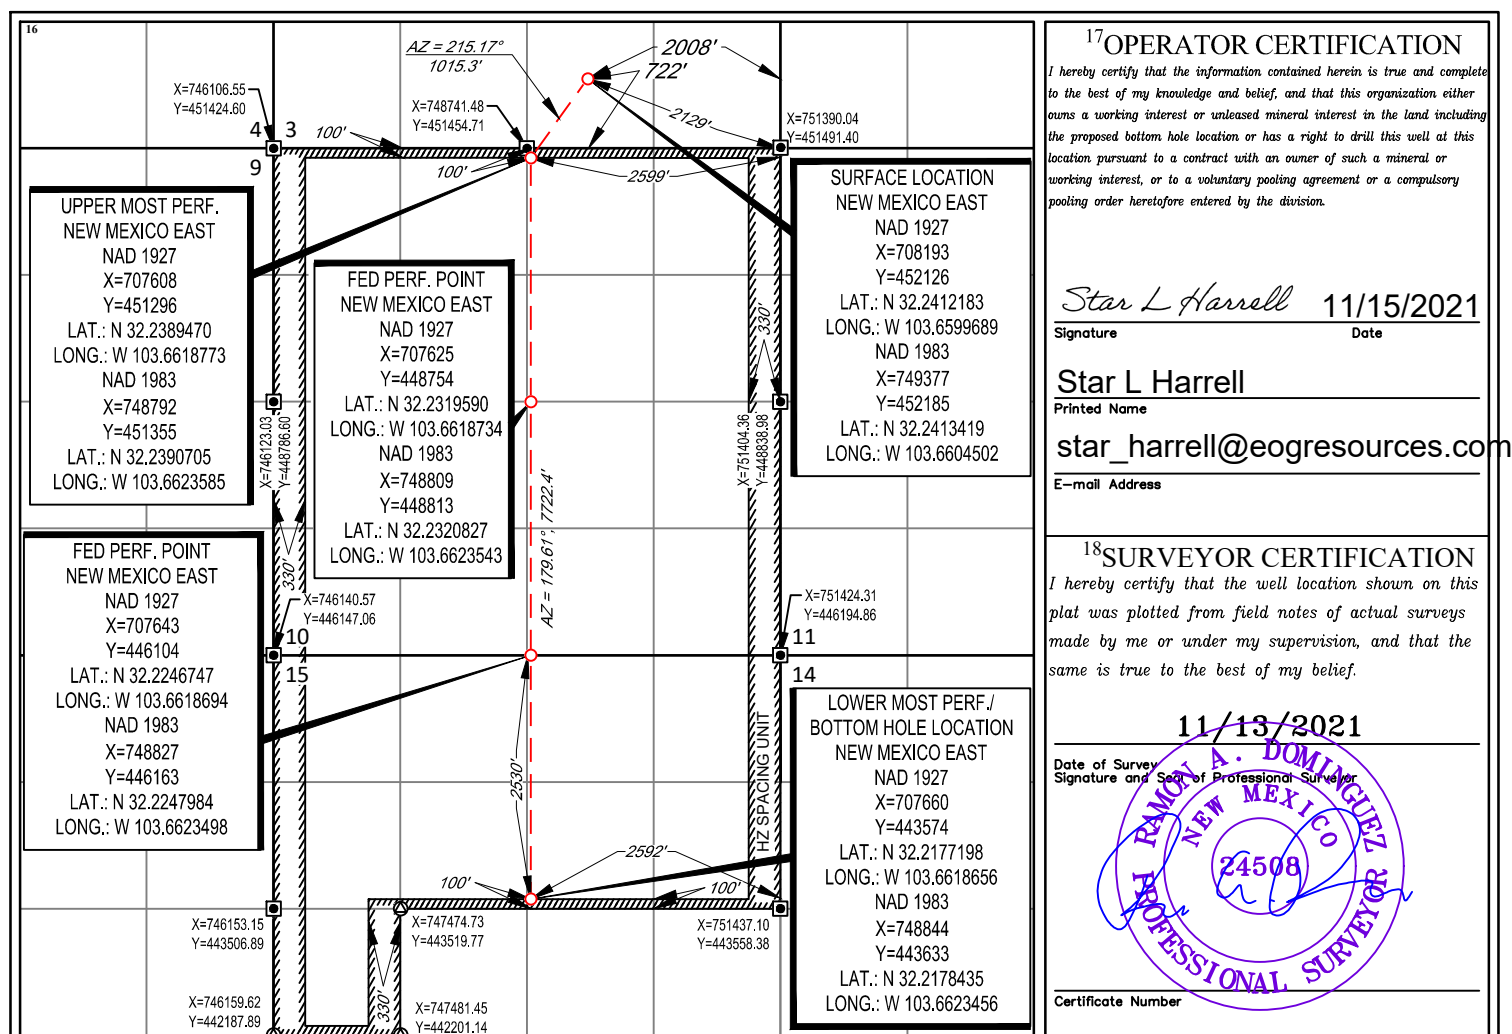 16
AZ = 215.17°
1015.3'
2008'
722'
X=746106.55
Y=451424.60
X=748741.48
Y=451454.71
2129'
X=751390.04
Y=451491.40
4 3
9
100'
100'
2599'
UPPER MOST PERF.
NEW MEXICO EAST
NAD 1927
X=707608
Y=451296
LAT.: N 32.2389470
LONG.: W 103.6618773
NAD 1983
X=748792
Y=451355
LAT.: N 32.2390705
LONG.: W 103.6623585
FED PERF. POINT
NEW MEXICO EAST
NAD 1927
X=707625
Y=448754
LAT.: N 32.2319590
LONG.: W 103.6618734
NAD 1983
X=748809
Y=448813
LAT.: N 32.2320827
LONG.: W 103.6623543
SURFACE LOCATION
NEW MEXICO EAST
NAD 1927
X=708193
Y=452126
LAT.: N 32.2412183
LONG.: W 103.6599689
NAD 1983
X=749377
Y=452185
LAT.: N 32.2413419
LONG.: W 103.6604502
330'
X=746123.03
Y=448786.60
X=751404.36
Y=448838.98
AZ = 179.61°, 7722.4'
330'
X=746140.57
Y=446147.06
X=751424.31
Y=446194.86
10
15
11
14
FED PERF. POINT
NEW MEXICO EAST
NAD 1927
X=707643
Y=446104
LAT.: N 32.2246747
LONG.: W 103.6618694
NAD 1983
X=748827
Y=446163
LAT.: N 32.2247984
LONG.: W 103.6623498
2530'
HZ SPACING UNIT
LOWER MOST PERF./
BOTTOM HOLE LOCATION
NEW MEXICO EAST
NAD 1927
X=707660
Y=443574
LAT.: N 32.2177198
LONG.: W 103.6618656
NAD 1983
X=748844
Y=443633
LAT.: N 32.2178435
LONG.: W 103.6623456
2592'
100'
100'
X=746153.15
Y=443506.89
X=747474.73
Y=443519.77
X=751437.10
Y=443558.38
330'
X=746159.62
Y=442187.89
X=747481.45
Y=442201.14
17OPERATOR CERTIFICATION
I hereby certify that the information contained herein is true and complete
to the best of my knowledge and belief, and that this organization either
owns a working interest or unleased mineral interest in the land including
the proposed bottom hole location or has a right to drill this well at this
location pursuant to a contract with an owner of such a mineral or
working interest, or to a voluntary pooling agreement or a compulsory
pooling order heretofore entered by the division.
Star L Harrell 11/15/2021
Signature Date
Star L Harrell
Printed Name
star_harrell@eogresources.com
E-mail Address
18SURVEYOR CERTIFICATION
I hereby certify that the well location shown on this
plat was plotted from field notes of actual surveys
made by me or under my supervision, and that the
same is true to the best of my belief.
11/13/2021
Date of Survey
Signature and Seal of Professional Surveyor
RAMON A. DOMINGUEZ
NEW MEXICO
24508
PROFESSIONAL SURVEYOR
Certificate Number